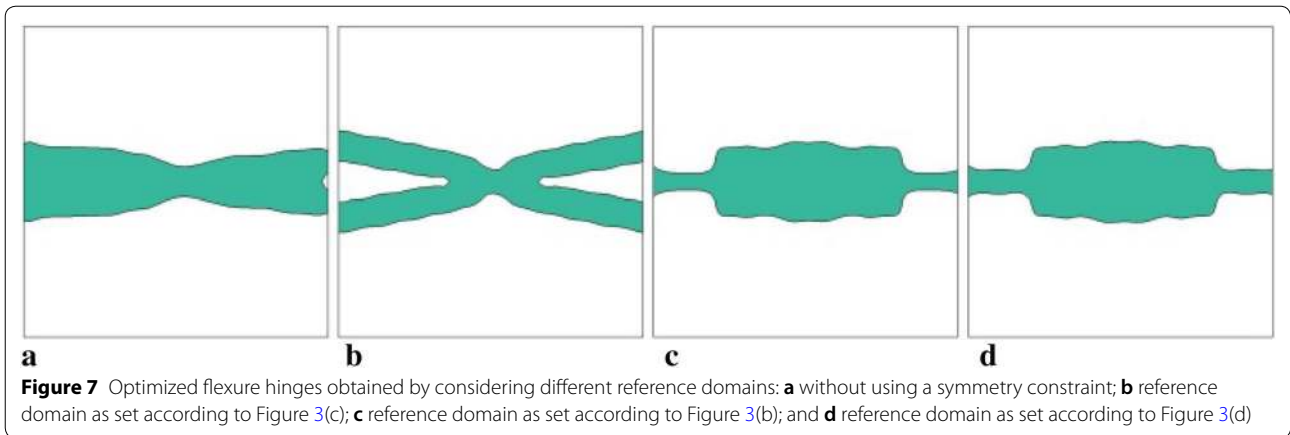 a b c d
Figure 7 Optimized flexure hinges obtained by considering different reference domains: a without using a symmetry constraint; b reference
domain as set according to Figure 3(c); c reference domain as set according to Figure 3(b); and d reference domain as set according to Figure 3(d)